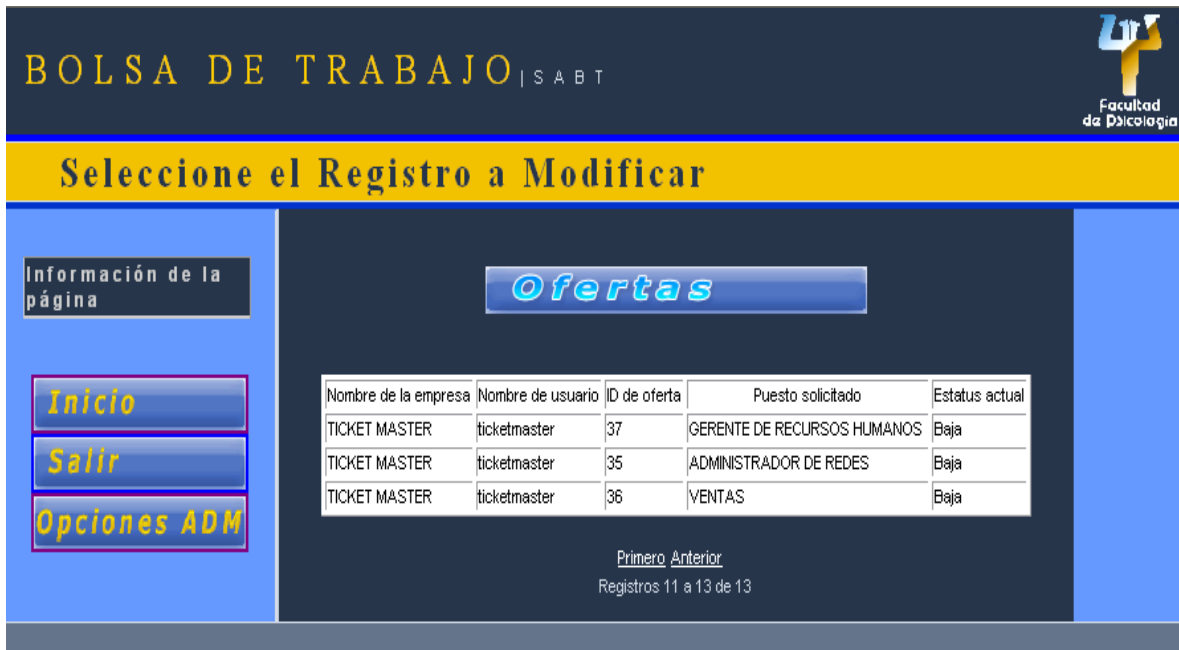 BOLSA DE TRABAJO | SABT
Facultad
de Psicología
Seleccione el Registro a Modificar
Información de la
página
Ofertas
Inicio
Salir
Opciones ADM
Nombre de la empresa Nombre de usuario ID de oferta Puesto solicitado Estatus actual
TICKET MASTER ticketmaster 37 GERENTE DE RECURSOS HUMANOS Baja
TICKET MASTER ticketmaster 35 ADMINISTRADOR DE REDES Baja
TICKET MASTER ticketmaster 36 VENTAS Baja
Primero Anterior
Registros 11 a 13 de 13